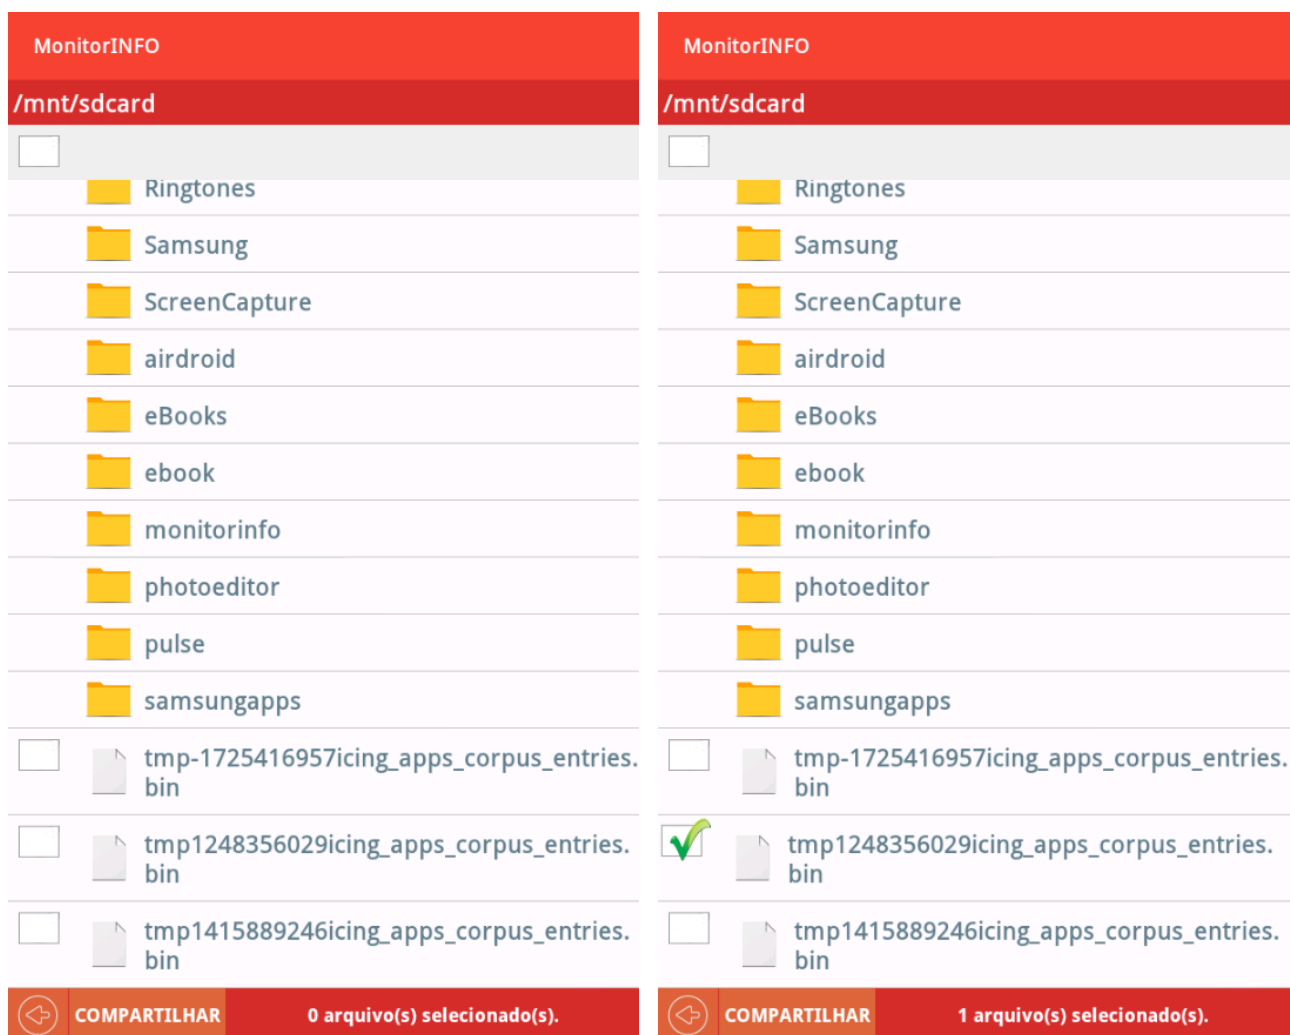 MonitorINFO
/mnt/sdcard
Ringtones
Samsung
ScreenCapture
airdroid
eBooks
ebook
monitorinfo
photoeditor
pulse
samsungapps
tmp-1725416957icing_apps_corpus_entries.
bin
tmp1248356029icing_apps_corpus_entries.
bin
tmp1415889246icing_apps_corpus_entries.
bin
COMPARTILHAR 0 arquivo(s) selecionado(s).
MonitorINFO
/mnt/sdcard
Ringtones
Samsung
ScreenCapture
airdroid
eBooks
ebook
monitorinfo
photoeditor
pulse
samsungapps
tmp-1725416957icing_apps_corpus_entries.
bin
tmp1248356029icing_apps_corpus_entries.
bin
tmp1415889246icing_apps_corpus_entries.
bin
COMPARTILHAR 1 arquivo(s) selecionado(s).